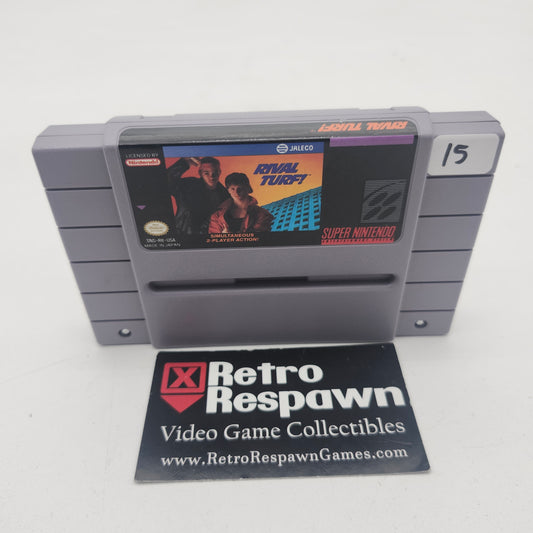 RIVAL TURF!
15
LICENSED BY
Nintendo
JALECO
RIVAL
TURF!
SIMULTANEOUS
2-PLAYER ACTION!
SNS-RH-USA
MADE IN JAPAN
SUPER NINTENDO
Retro
Respawn
Video Game Collectibles
www.RetroRespawnGames.com